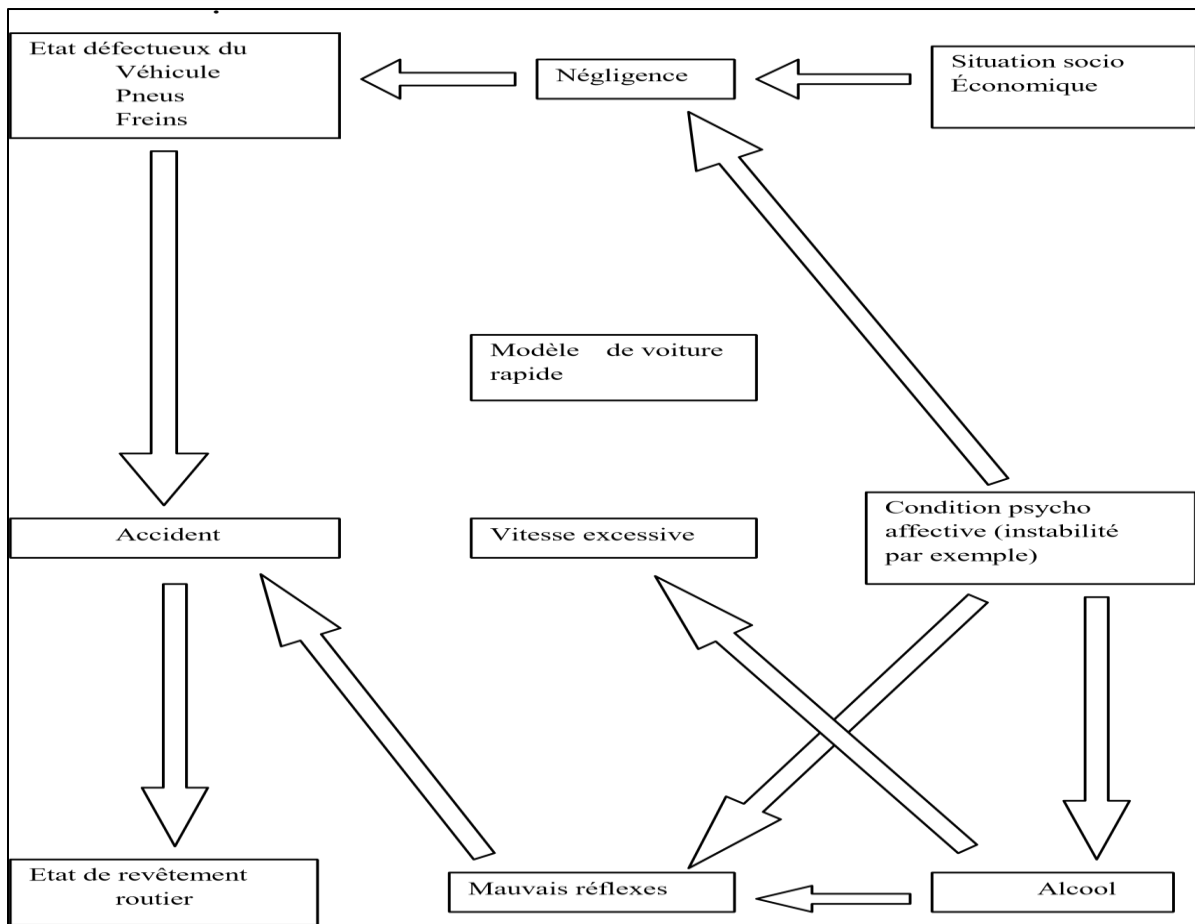 Etat défectueux du
Véhicule
Pneus
Freins
Négligence
Situation socio
Économique
Modèle de voiture
rapide
Accident
Vitesse excessive
Condition psycho
affective (instabilité
par exemple)
Etat de revêtement
routier
Mauvais réflexes
Alcool